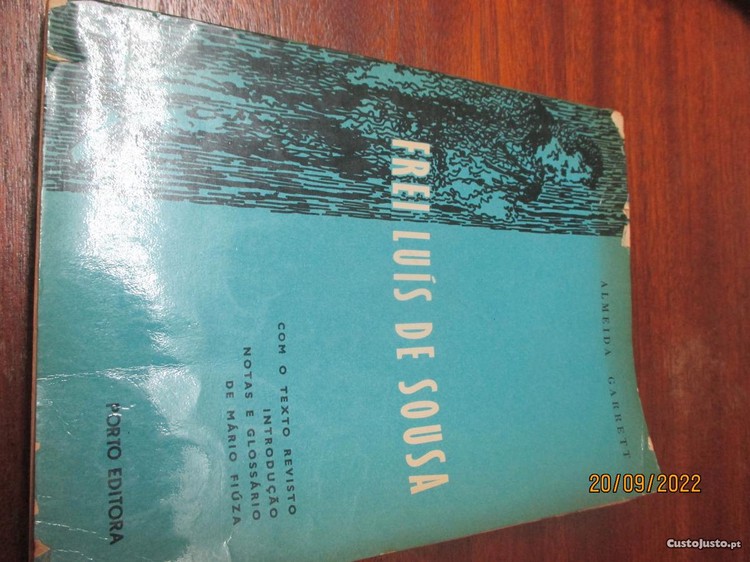 ALMEIDA GARRETT
FREI LUÍS DE SOUSA
COM O TEXTO REVISTO
INTRODUÇÃO
NOTAS E GLOSSÁRIO
DE MÁRIO FIÚZA
PORTO EDITORA
20/09/2022
CustoJusto.pt